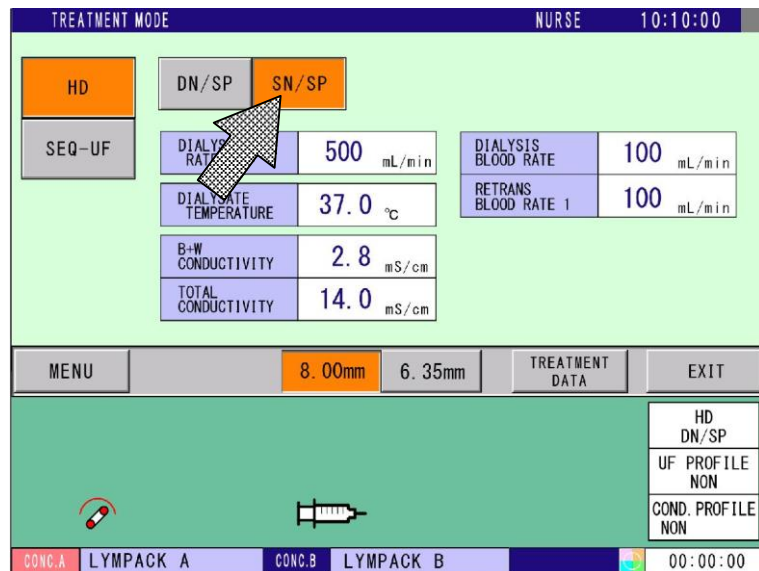 TREATMENT MODE NURSE 10:10:00
HD DN/SP SN/SP
SEQ-UF
DIALYS
RAT 500 mL/min
DIALYSIS
BLOOD RATE 100 mL/min
DIALYSATE
TEMPERATURE 37.0 ℃
RETRANS
BLOOD RATE 1 100 mL/min
B+W
CONDUCTIVITY 2.8 mS/cm
TOTAL
CONDUCTIVITY 14.0 mS/cm
MENU 8.00mm 6.35mm TREATMENT
DATA EXIT
HD
DN/SP
UF PROFILE
NON
COND.PROFILE
NON
CONC.A LYMPACK A CONC.B LYMPACK B 00:00:00